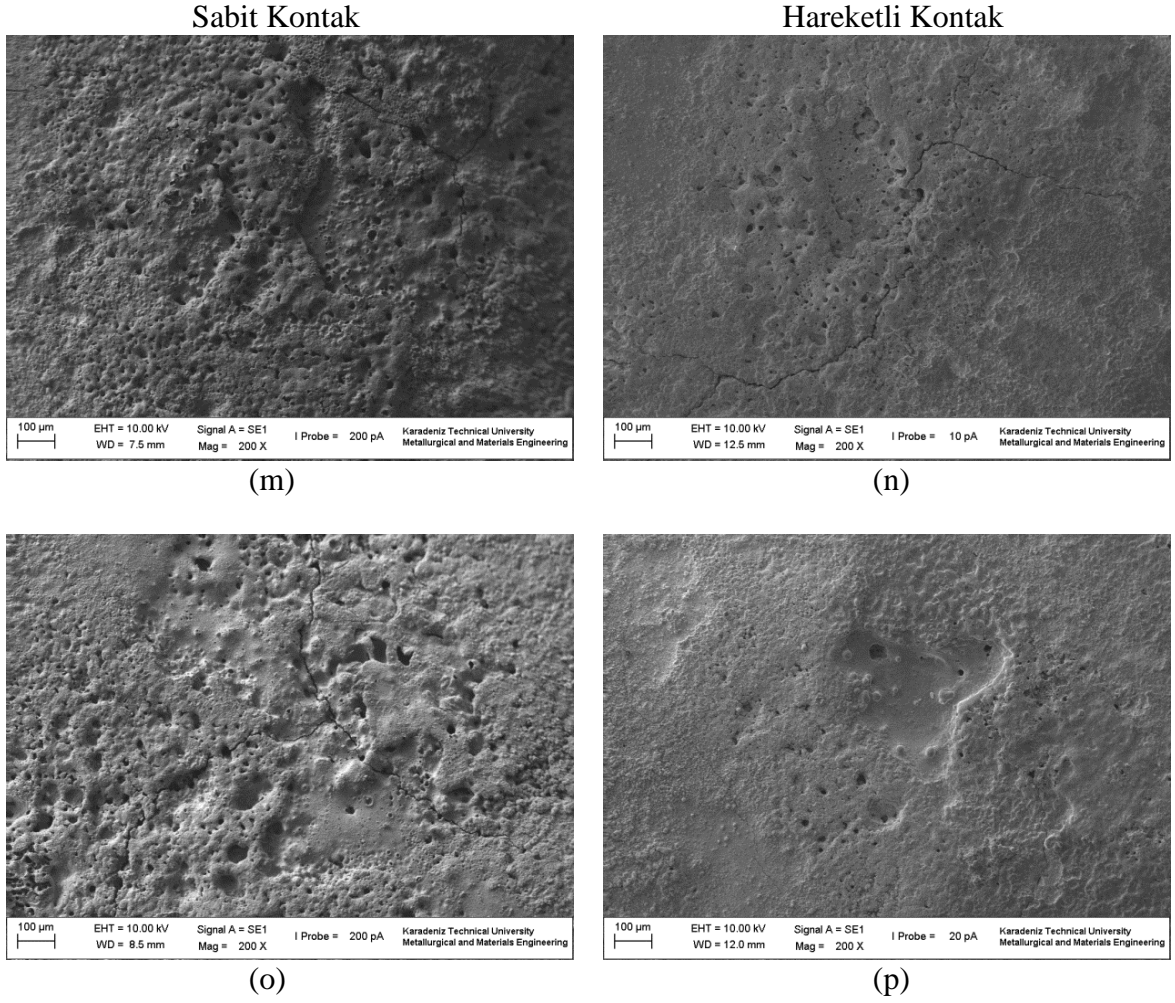 Sabit Kontak
Hareketli Kontak
100 µm
EHT = 10.00 kV
WD = 7.5 mm
Signal A = SE1
Mag = 200 X
I Probe = 200 pA
Karadeniz Technical University
Metallurgical and Materials Engineering
100 µm
EHT = 10.00 kV
WD = 12.5 mm
Signal A = SE1
Mag = 200 X
I Probe = 10 pA
Karadeniz Technical University
Metallurgical and Materials Engineering
(m)
(n)
100 µm
EHT = 10.00 kV
WD = 8.5 mm
Signal A = SE1
Mag = 200 X
I Probe = 200 pA
Karadeniz Technical University
Metallurgical and Materials Engineering
100 µm
EHT = 10.00 kV
WD = 12.0 mm
Signal A = SE1
Mag = 200 X
I Probe = 20 pA
Karadeniz Technical University
Metallurgical and Materials Engineering
(o)
(p)